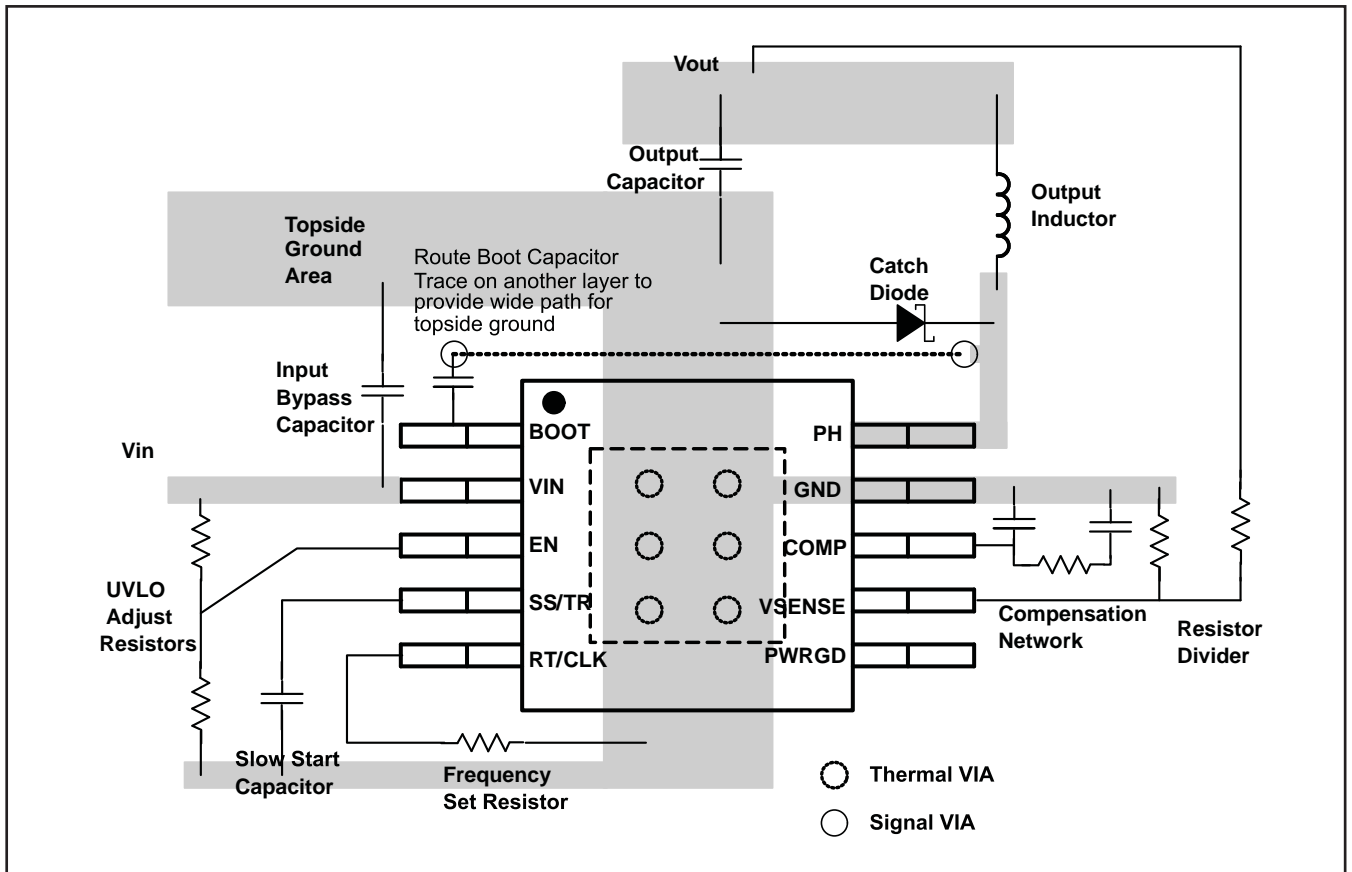 Vout
Output
Capacitor
Output
Inductor
Topside
Ground
Area
Route Boot Capacitor
Trace on another layer to
provide wide path for
topside ground
Catch
Diode
Input
Bypass
Capacitor
Vin
BOOT
VIN
EN
SS/TR
RT/CLK
PH
GND
COMP
VSENSE
PWRGD
UVLO
Adjust
Resistors
Compensation
Network
Resistor
Divider
Slow Start
Capacitor
Frequency
Set Resistor
Thermal VIA
Signal VIA